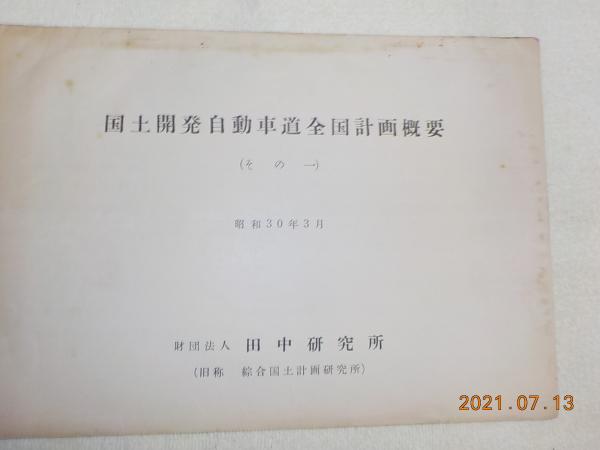 国土開発自動車道全国計画概要
(その一)
昭和30年3月
財団法人 田中研究所
(旧称 綜合国土計画研究所)
2021.07.13